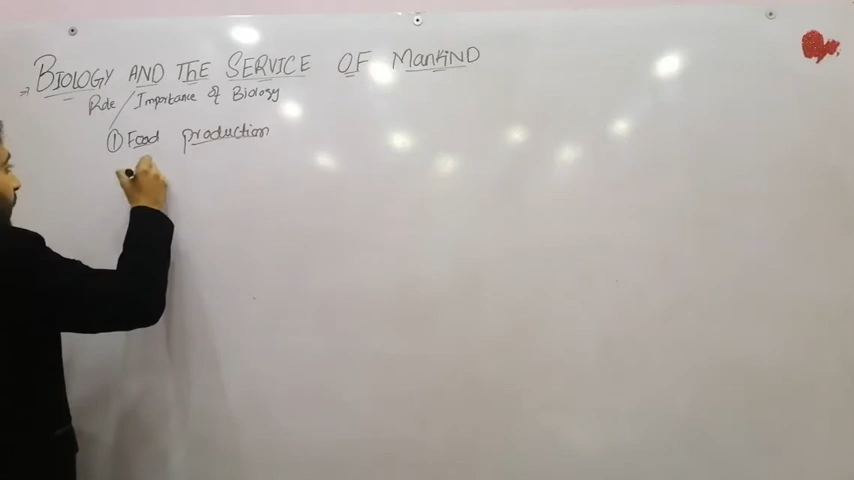 → BIOLOGY AND THE SERVICE OF MANKIND
Role / Importance of Biology
① Food production